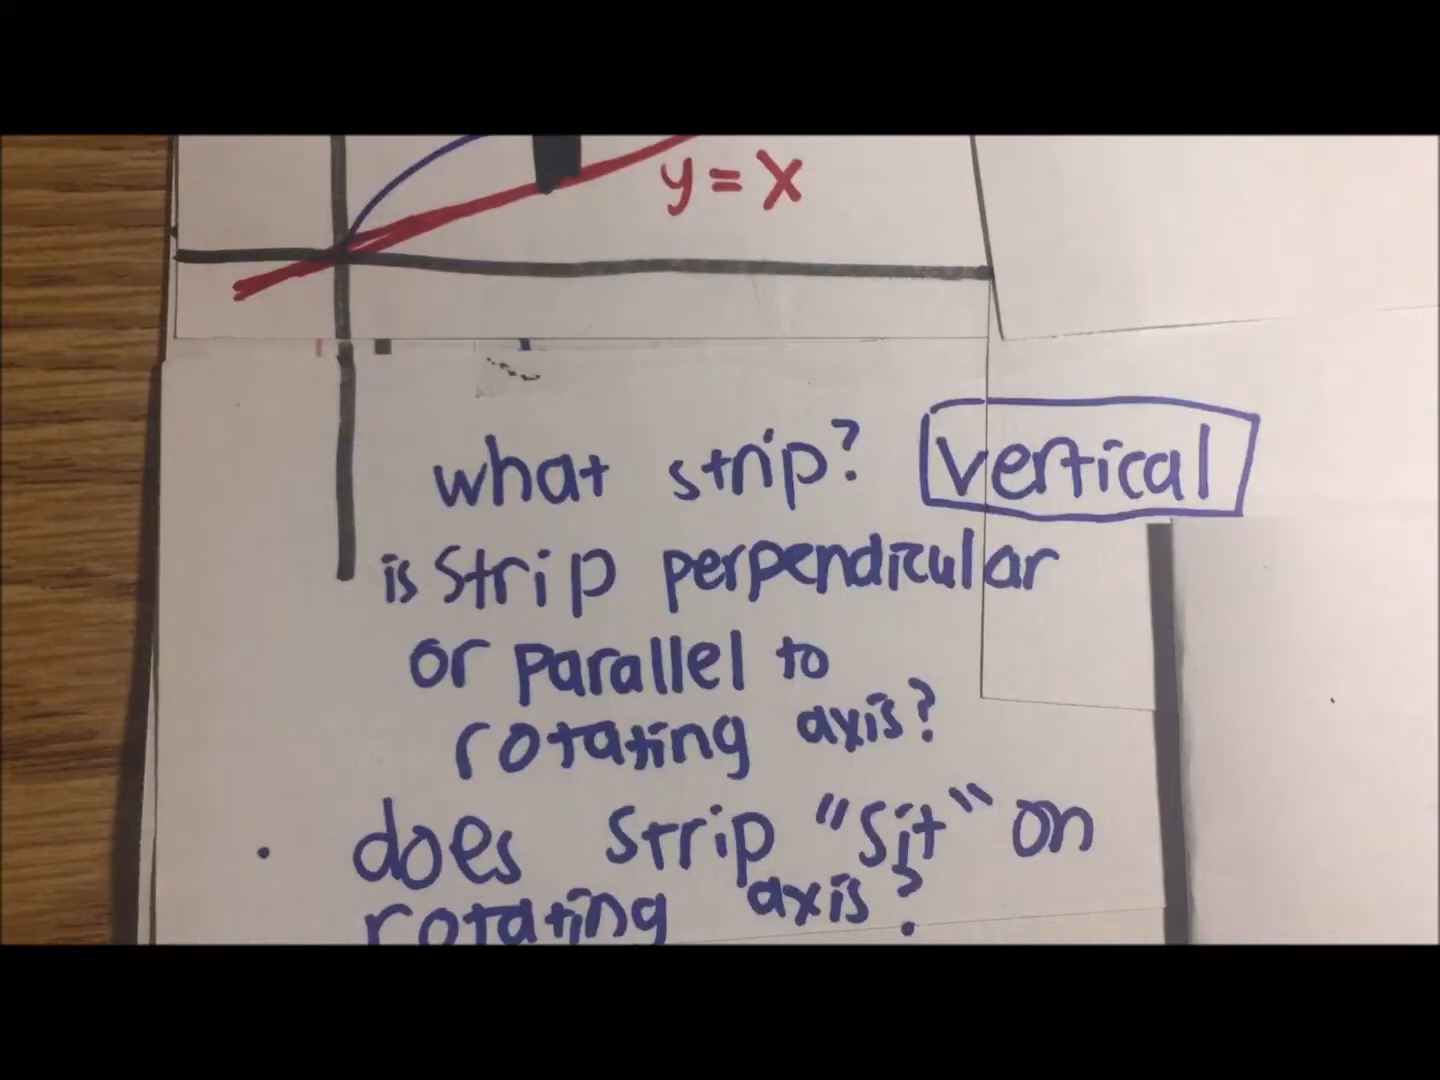 y = x
what strip? vertical
is strip perpendicular
or parallel to
rotating axis?
does strip "sit" on
rotating axis?